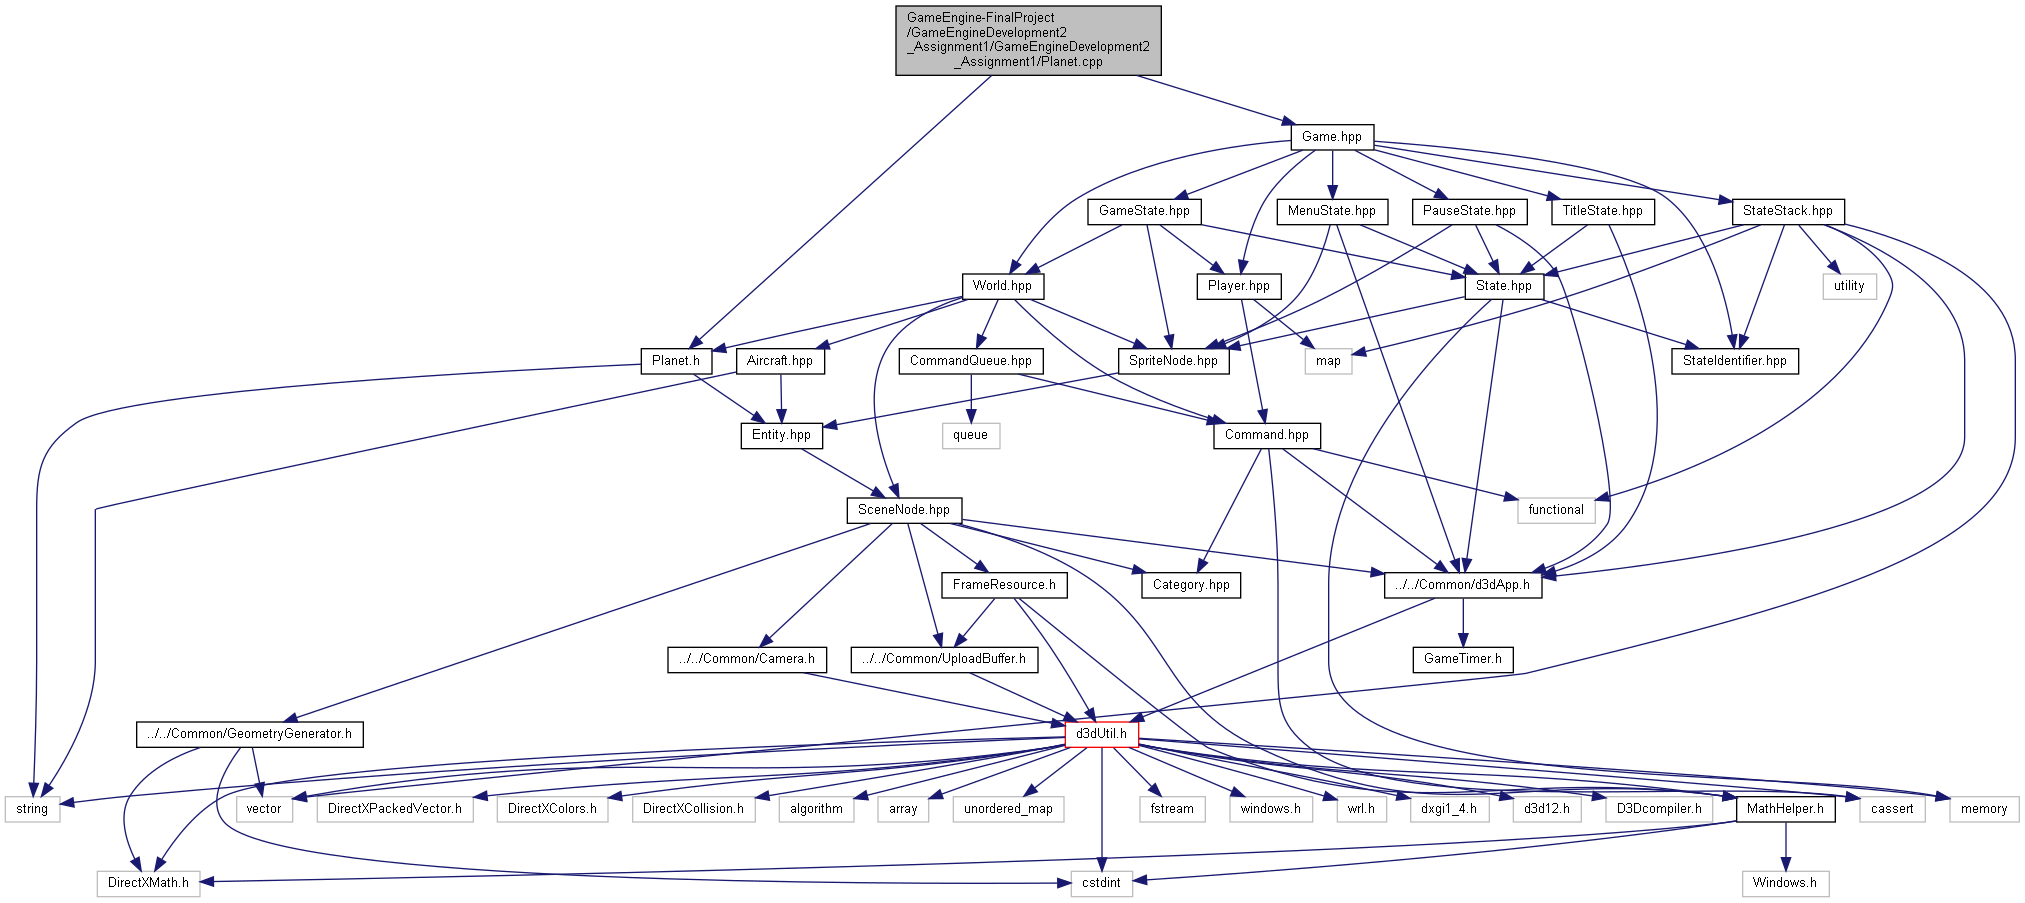 GameEngine-FinalProject
/GameEngineDevelopment2
_Assignment1/GameEngineDevelopment2
_Assignment1/Planet.cpp
Game.hpp
GameState.hpp
MenuState.hpp
PauseState.hpp
TitleState.hpp
StateStack.hpp
World.hpp
Player.hpp
State.hpp
utility
Planet.h
Aircraft.hpp
CommandQueue.hpp
SpriteNode.hpp
map
StateIdentifier.hpp
Entity.hpp
queue
Command.hpp
SceneNode.hpp
functional
FrameResource.h
Category.hpp
../../Common/d3dApp.h
../../Common/Camera.h
../../Common/UploadBuffer.h
GameTimer.h
../../Common/GeometryGenerator.h
d3dUtil.h
string
vector
DirectXPackedVector.h
DirectXColors.h
DirectXCollision.h
algorithm
array
unordered_map
fstream
windows.h
wrl.h
dxgi1_4.h
d3d12.h
D3Dcompiler.h
MathHelper.h
cassert
memory
DirectXMath.h
cstdint
Windows.h